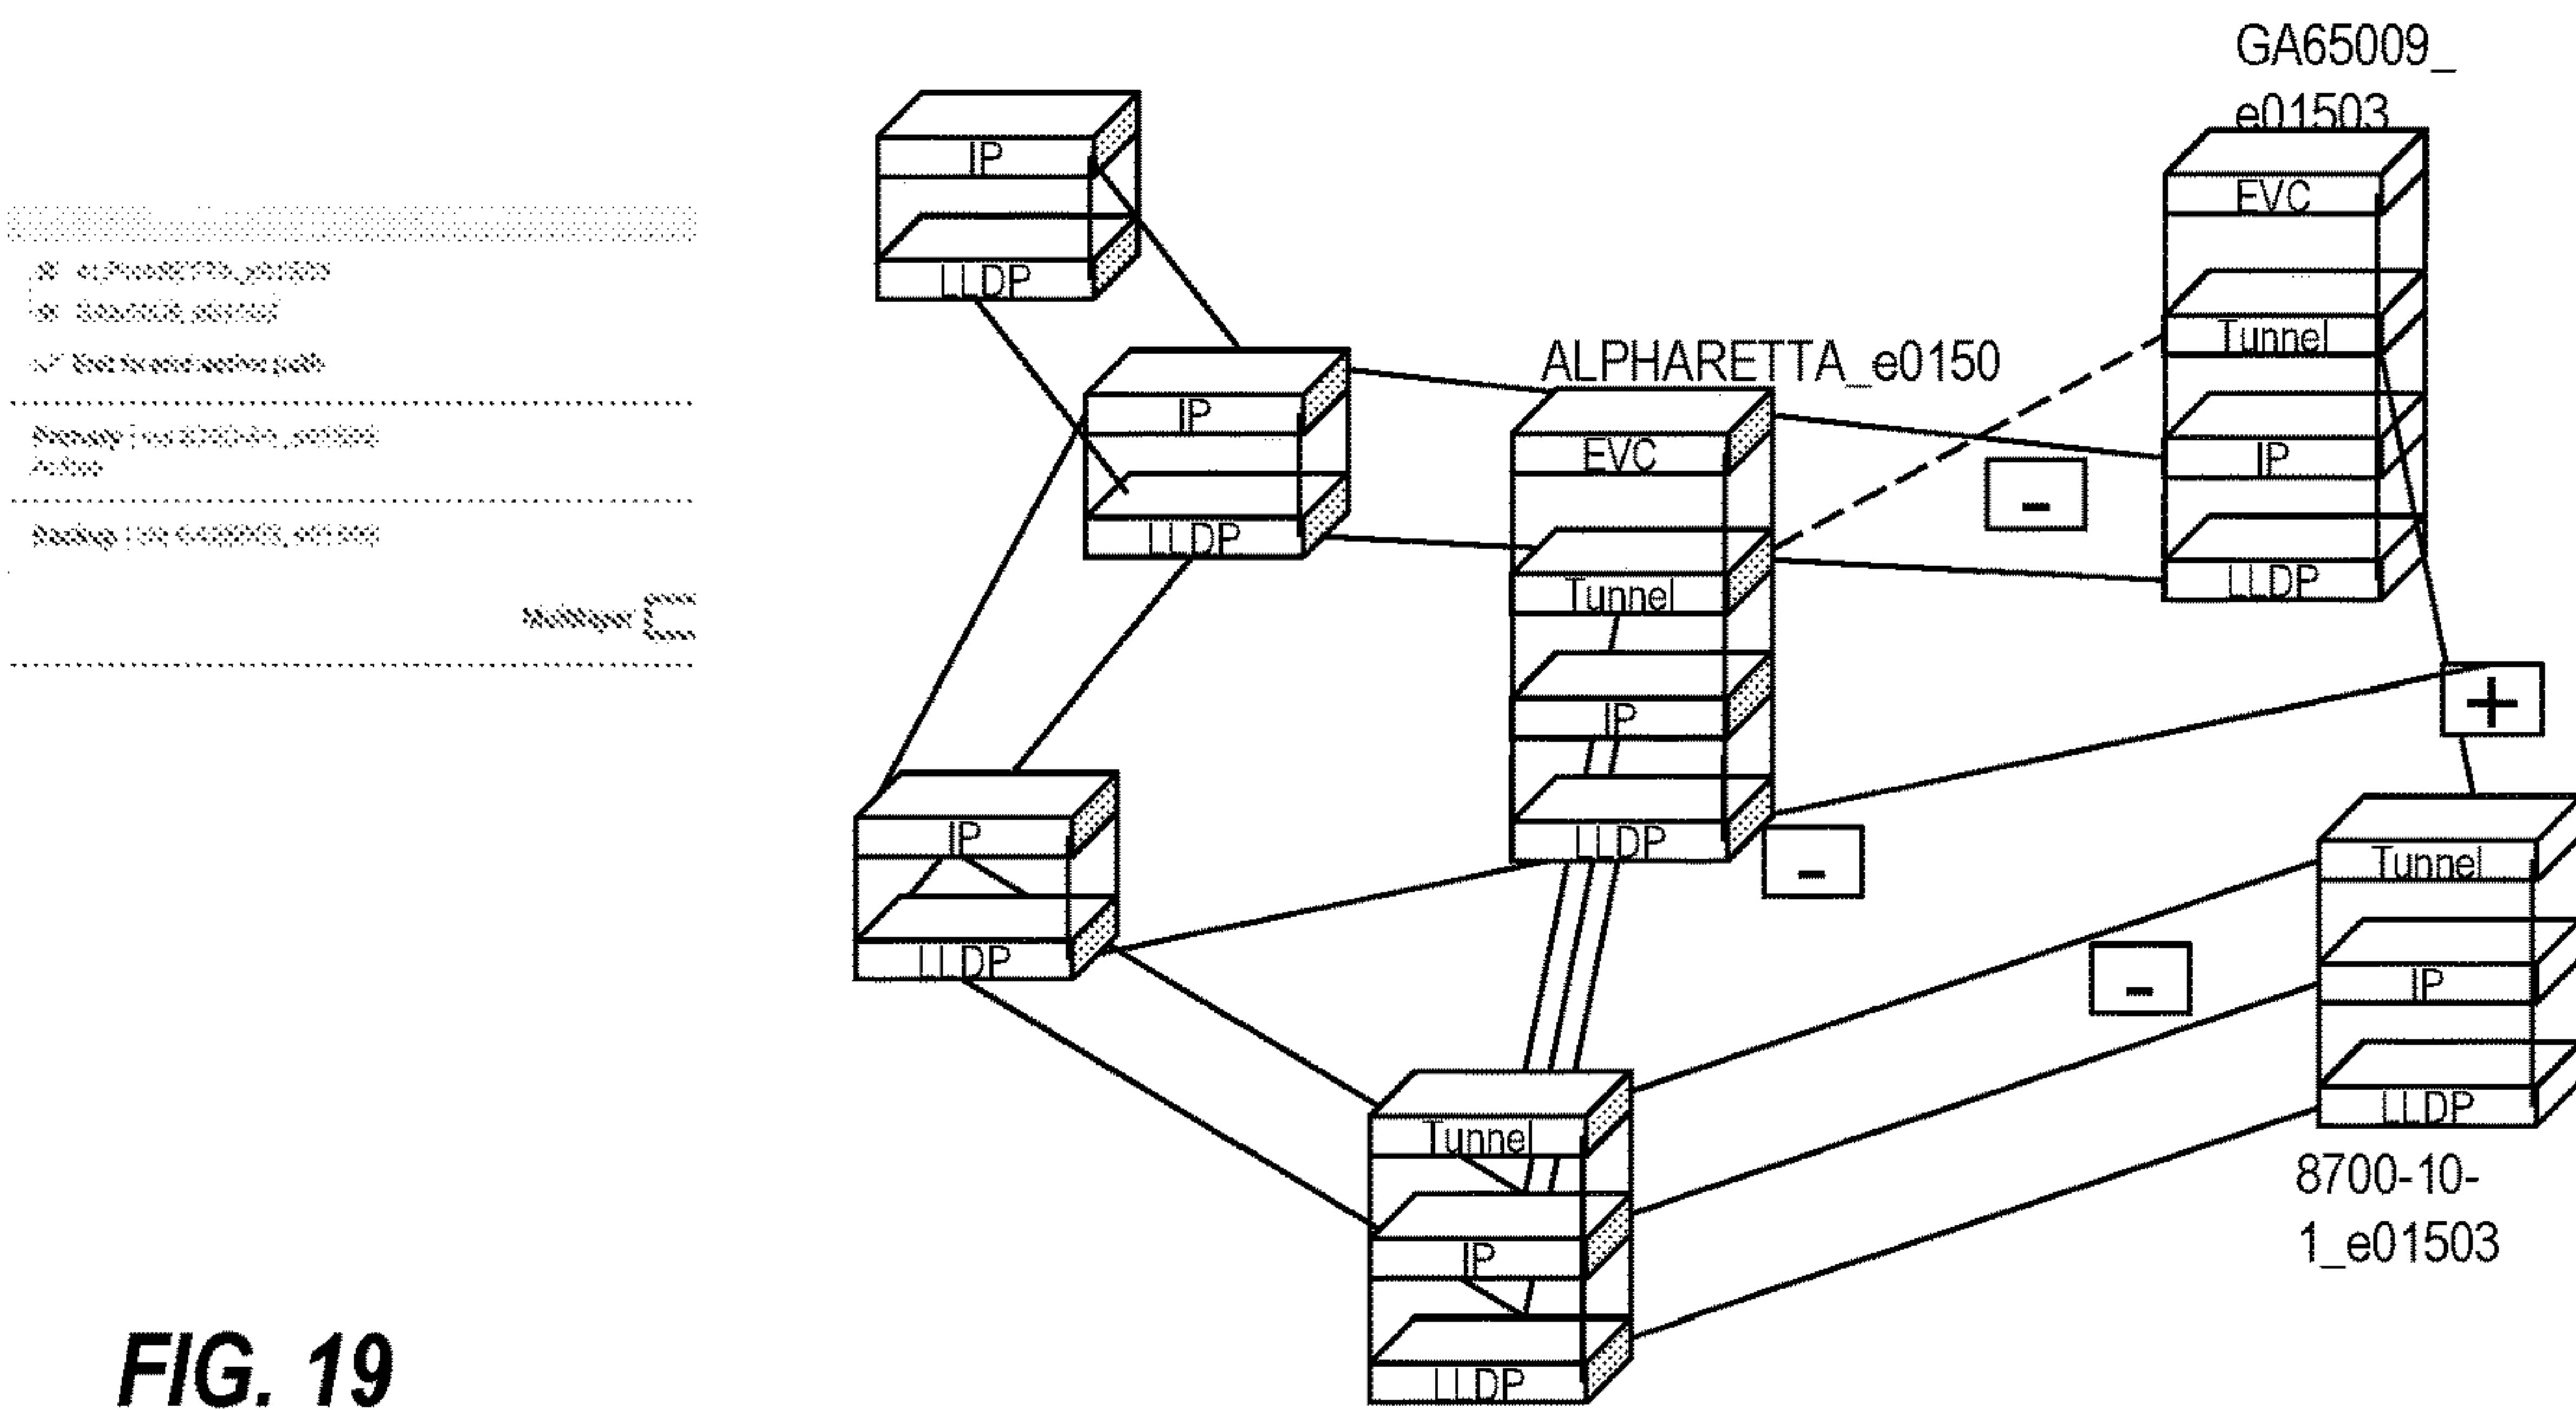 GA65009_
e01503
IP
LLDP
EVC
Tunnel
IP
LLDP
ALPHARETTA_e0150
IP
LLDP
EVC
Tunnel
IP
LLDP
-
+
-
IP
LLDP
Tunnel
IP
LLDP
-
8700-10-
1_e01503
Tunnel
IP
LLDP
FIG. 19